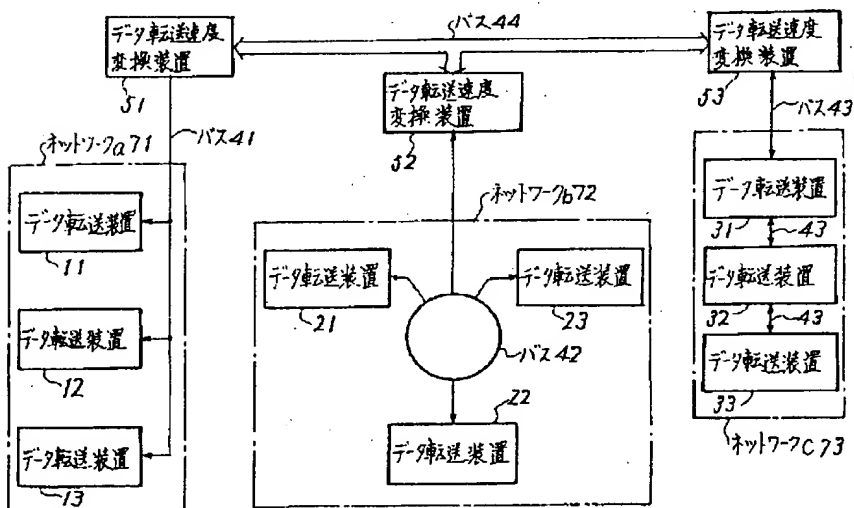 バス44
データ転送速度
変換装置
51
データ転送速度
変換装置
52
データ転送速度
変換装置
53
バス41
バス43
ネットワークa71
データ転送装置
11
データ転送装置
12
データ転送装置
13
ネットワークb72
データ転送装置
21
データ転送装置
23
バス42
22
データ転送装置
データ転送装置
31
43
データ転送装置
32
43
データ転送装置
33
ネットワークC73